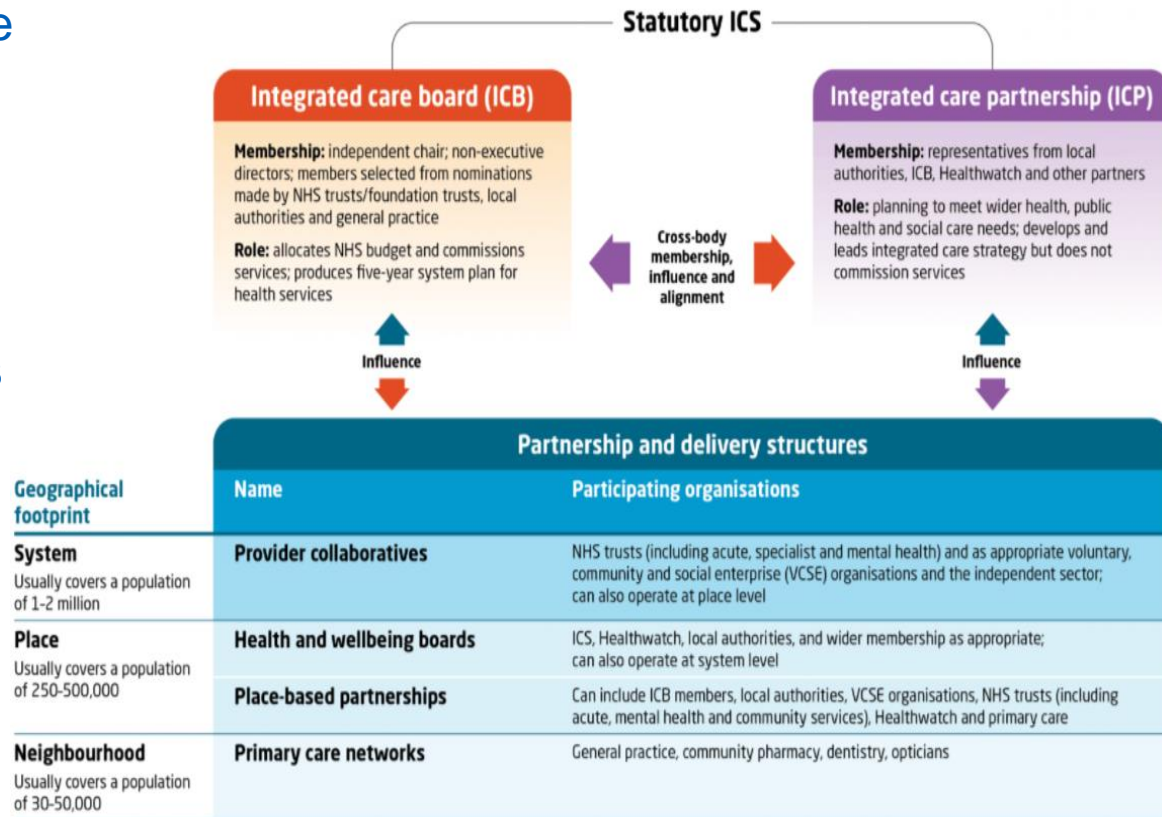 e
Statutory ICS
Integrated care board (ICB)
Membership: independent chair; non-executive
directors; members selected from nominations
made by NHS trusts/foundation trusts, local
authorities and general practice
Role: allocates NHS budget and commissions
services; produces five-year system plan for
health services
Cross-body
membership,
influence and
alignment
Integrated care partnership (ICP)
Membership: representatives from local
authorities, ICB, Healthwatch and other partners
Role: planning to meet wider health, public
health and social care needs; develops and
leads integrated care strategy but does not
commission services
Influence
Influence
Partnership and delivery structures
Geographical
footprint
Name
Participating organisations
System
Usually covers a population
of 1-2 million
Provider collaboratives
NHS trusts (including acute, specialist and mental health) and as appropriate voluntary,
community and social enterprise (VCSE) organisations and the independent sector;
can also operate at place level
Place
Usually covers a population
of 250-500,000
Health and wellbeing boards
ICS, Healthwatch, local authorities, and wider membership as appropriate;
can also operate at system level
Place-based partnerships
Can include ICB members, local authorities, VCSE organisations, NHS trusts (including
acute, mental health and community services), Healthwatch and primary care
Neighbourhood
Usually covers a population
of 30-50,000
Primary care networks
General practice, community pharmacy, dentistry, opticians